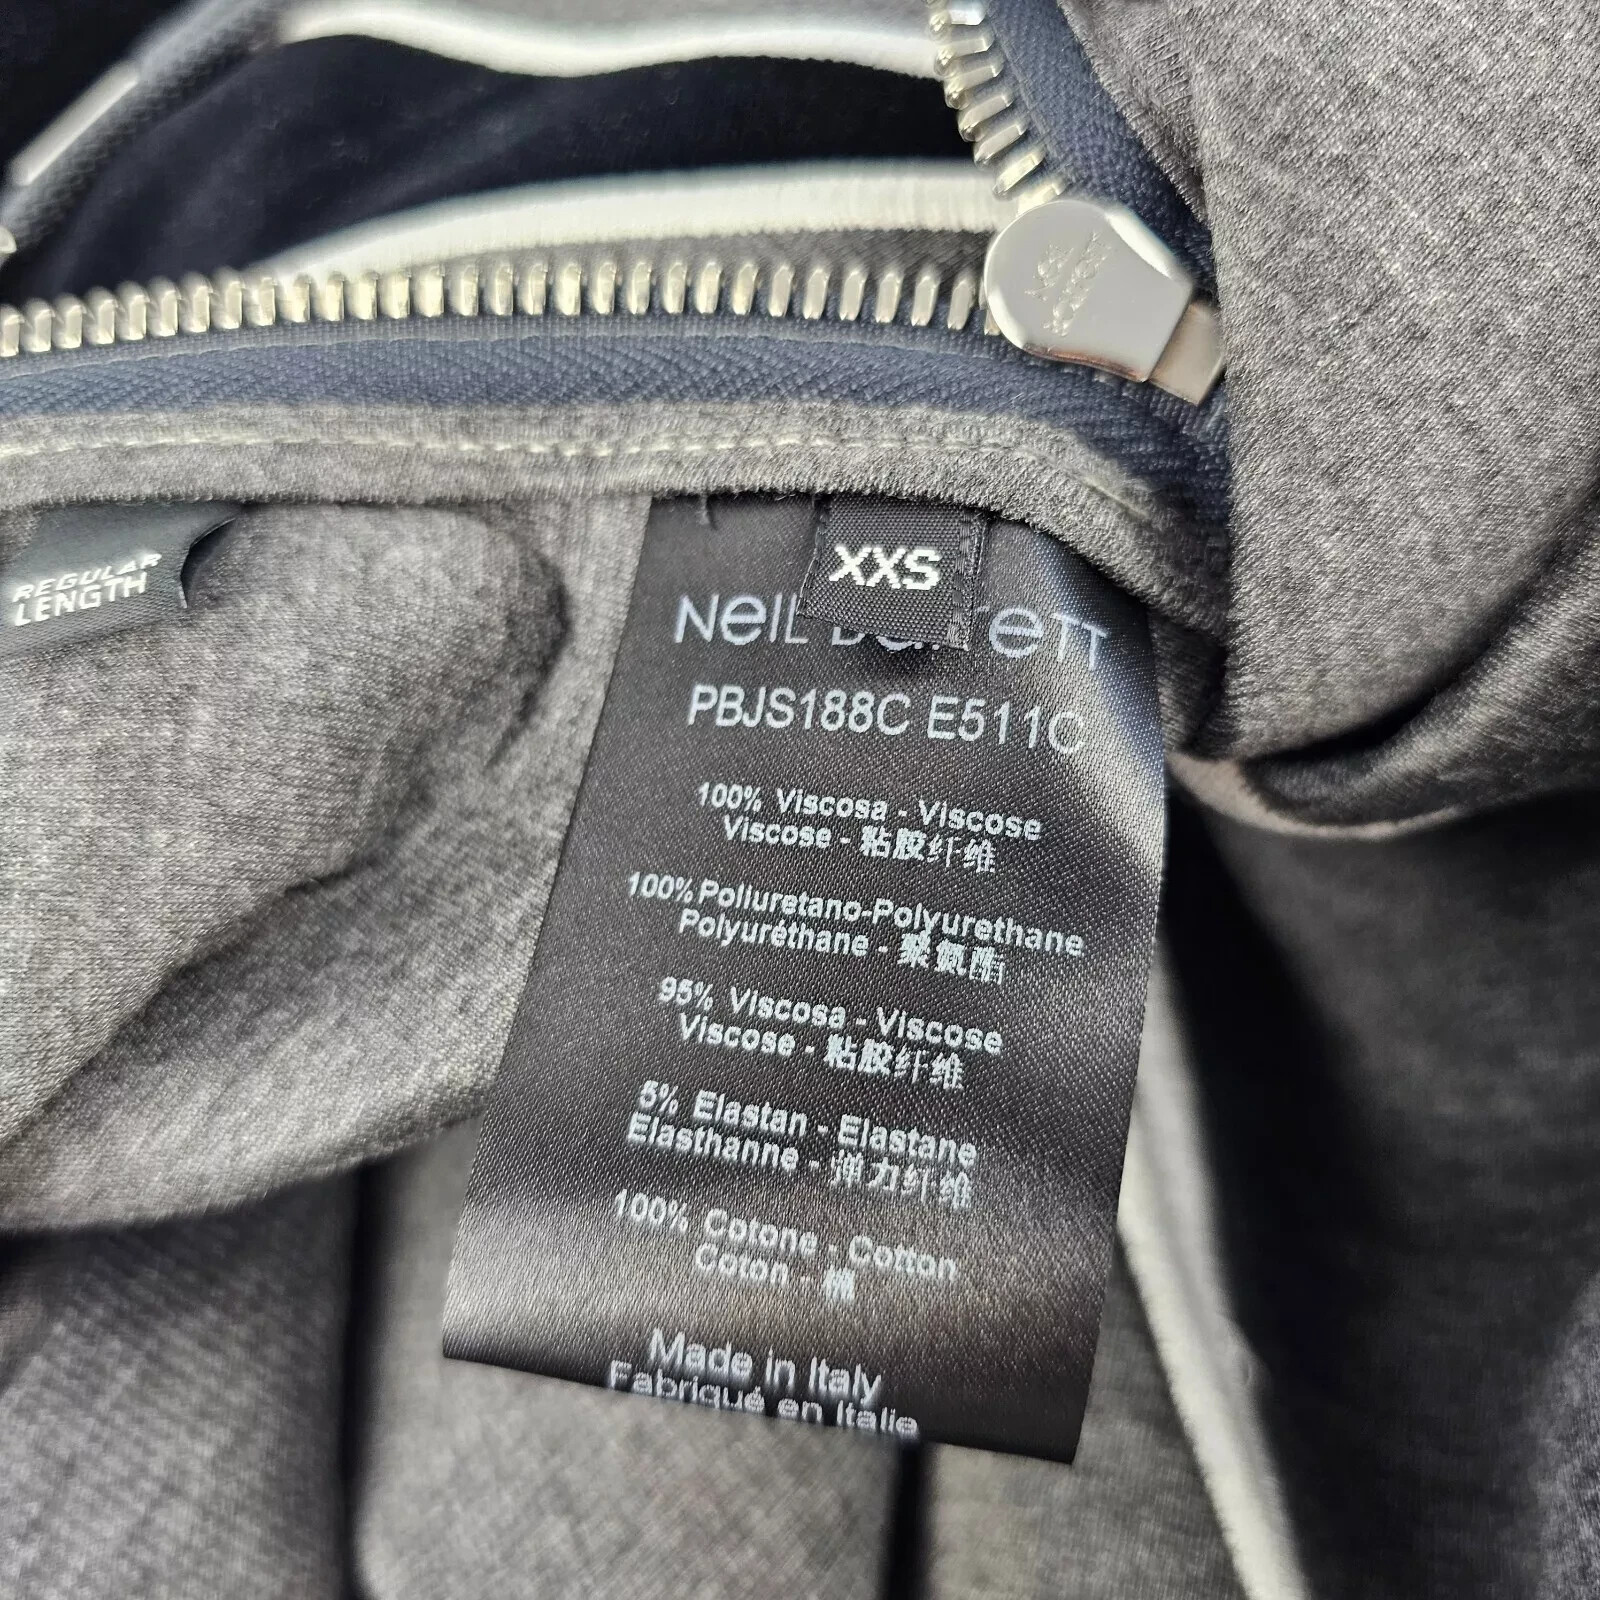 REGULAR
LENGTH
XXS
NeiL BarreTT
PBJS188C E511C
100% Viscosa - Viscose
Viscose - 粘胶纤维
100%Poliuretano-Polyurethane
Polyuréthane - 聚氨酯
95% Viscosa - Viscose
Viscose - 粘胶纤维
5% Elastan - Elastane
Elasthanne - 弹力纤维
100% Cotone - Cotton
Coton - 棉
Made in Italy
Fabriqué en Italie